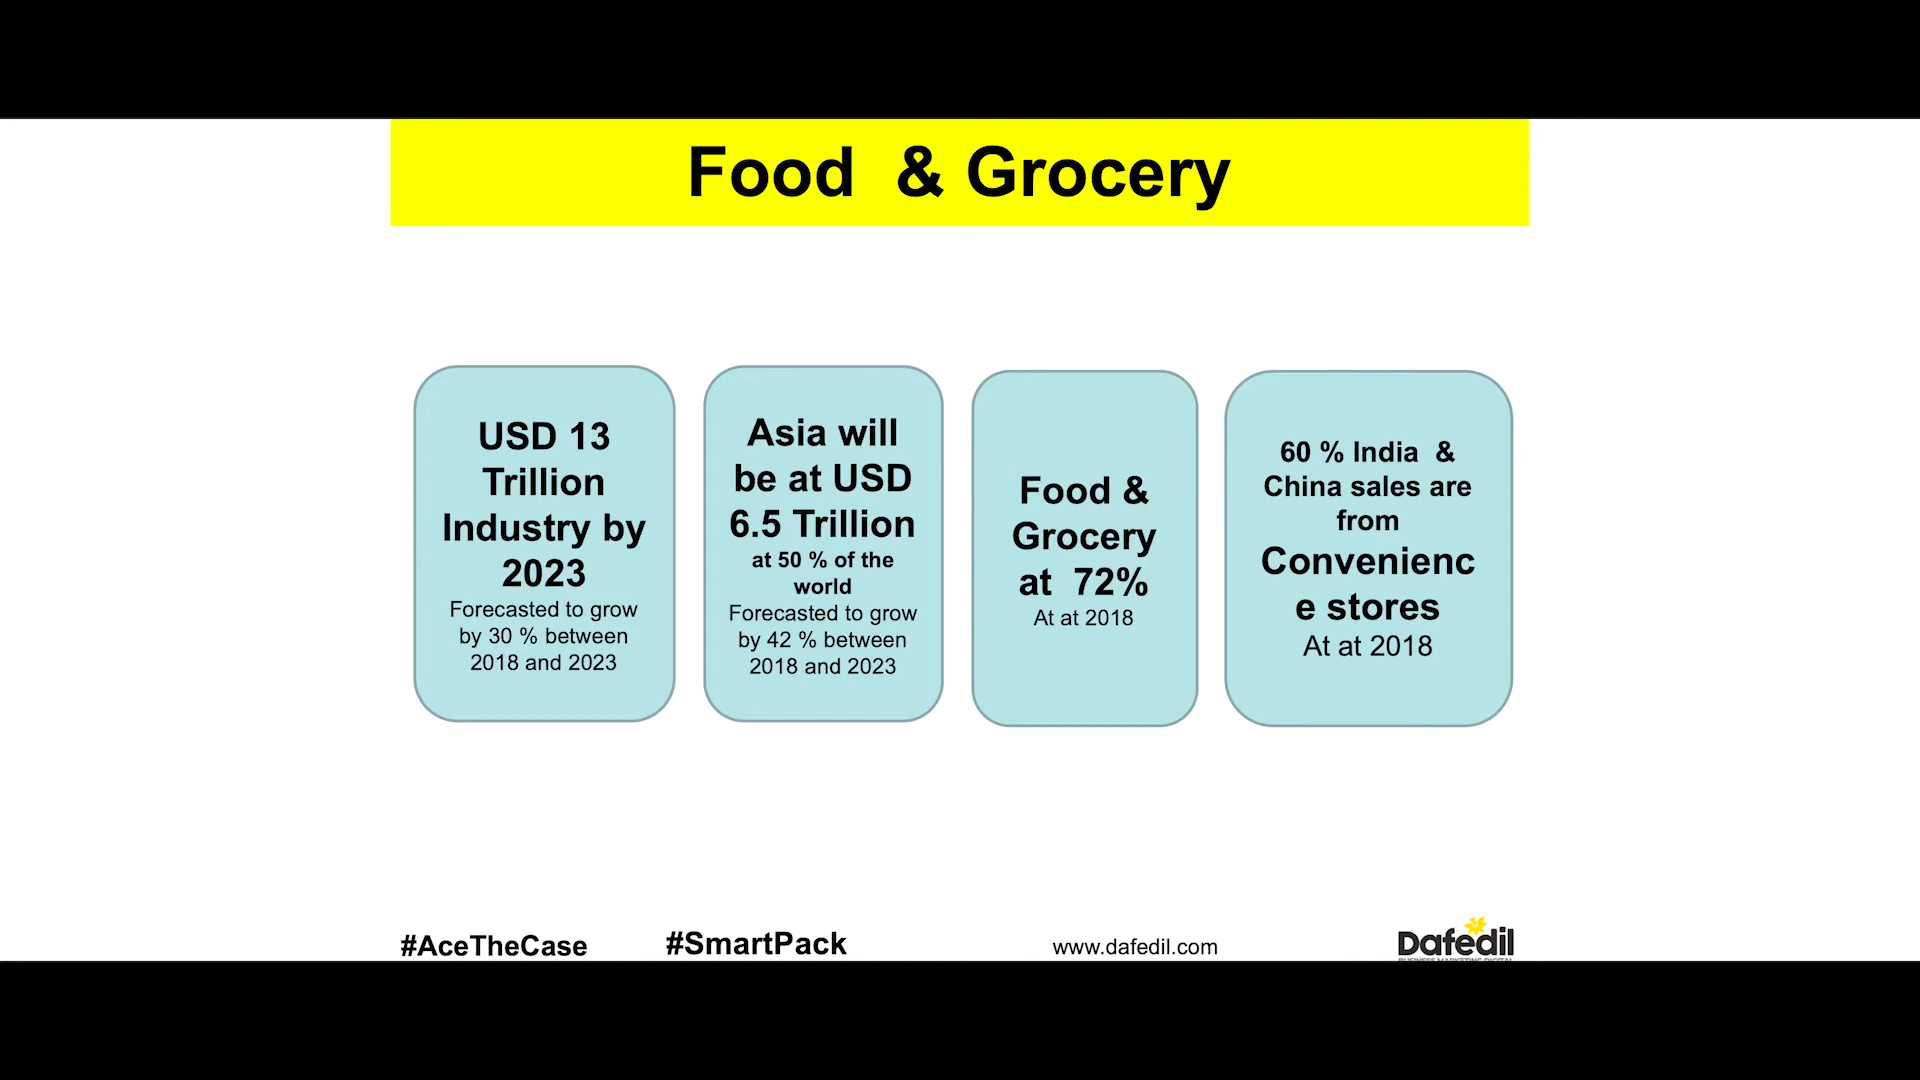 Food & Grocery
USD 13
Trillion
Industry by
2023
Forecasted to grow
by 30 % between
2018 and 2023
Asia will
be at USD
6.5 Trillion
at 50 % of the
world
Forecasted to grow
by 42 % between
2018 and 2023
Food &
Grocery
at 72%
At at 2018
60 % India &
China sales are
from
Convenienc
e stores
At at 2018
#AceTheCase
#SmartPack
www.dafedil.com
Dafedil
BUSINESS MARKETING DIGITAL